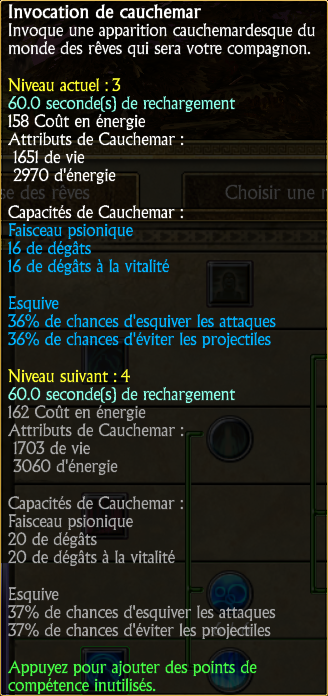 Invocation de cauchemar
Invoque une apparition cauchemardesque du
monde des rêves qui sera votre compagnon.
Niveau actuel : 3
60.0 seconde(s) de rechargement
158 Coût en énergie
Attributs de Cauchemar :
1651 de vie
2970 d'énergie
se des rêves
Choisir une r
Capacités de Cauchemar :
Faisceau psionique
16 de dégâts
16 de dégâts à la vitalité
Esquive
36% de chances d'esquiver les attaques
36% de chances d'éviter les projectiles
Niveau suivant : 4
60.0 seconde(s) de rechargement
162 Coût en énergie
Attributs de Cauchemar :
1703 de vie
3060 d'énergie
Capacités de Cauchemar :
Faisceau psionique
20 de dégâts
20 de dégâts à la vitalité
Esquive
37% de chances d'esquiver les attaques
37% de chances d'éviter les projectiles
Appuyez pour ajouter des points de
compétence inutilisés.